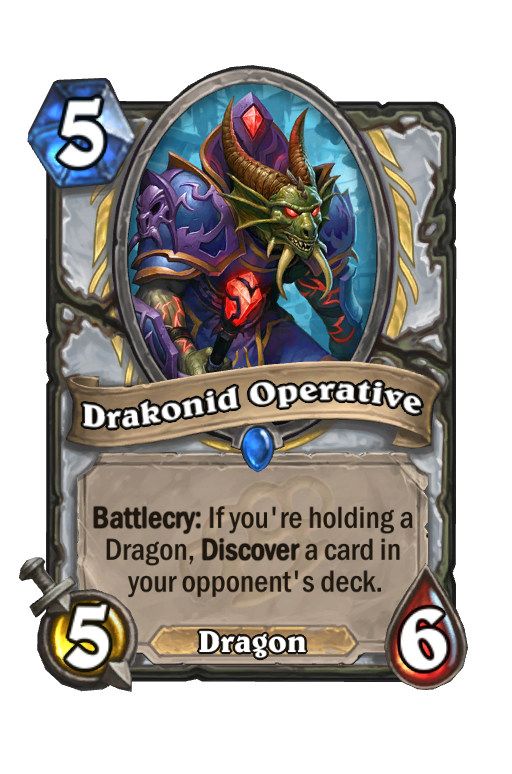 5
Drakonid Operative
Battlecry: If you're holding a
Dragon, Discover a card in
your opponent's deck.
5
Dragon
6